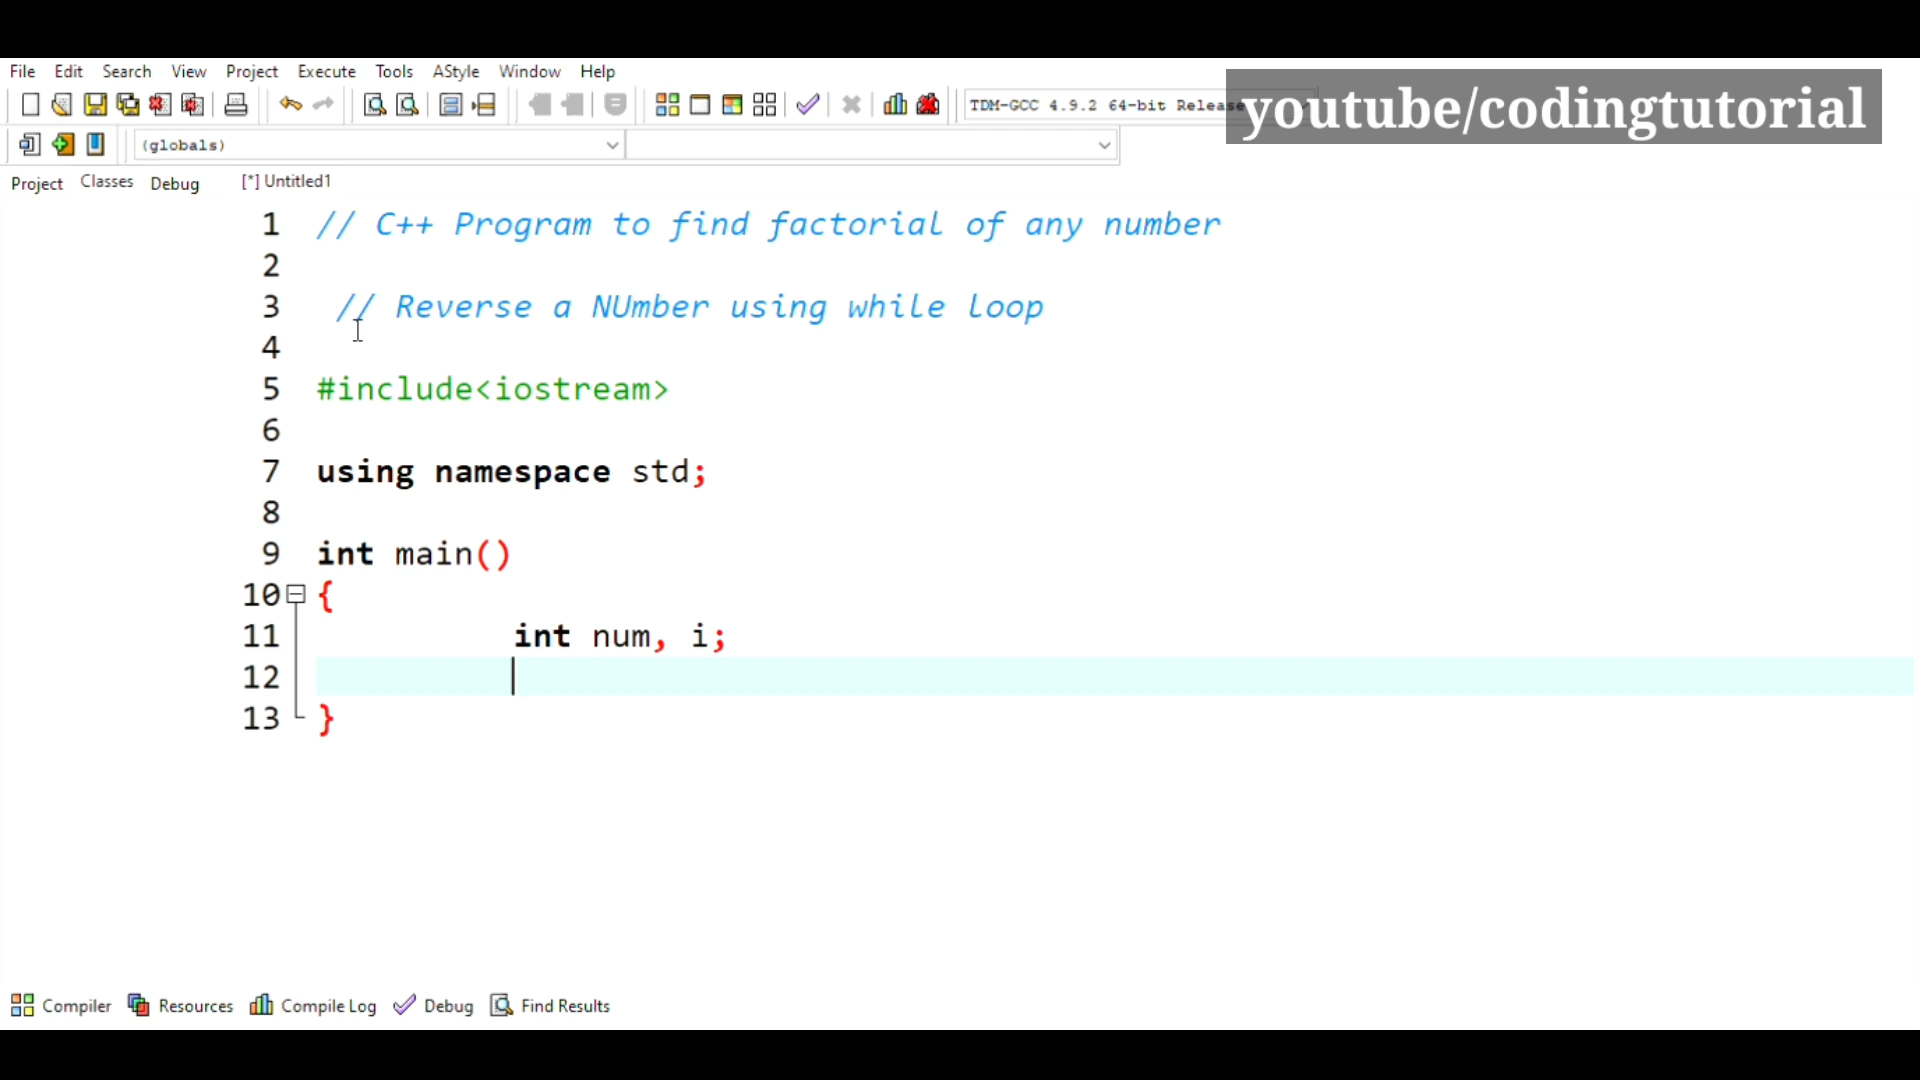 File Edit Search View Project Execute Tools AStyle Window Help
youtube/codingtutorial
TDM-GCC 4.9.2 64-bit Release
(globals)
Project Classes Debug [*] Untitled1
1 // C++ Program to find factorial of any number
2
3 // Reverse a NUmber using while loop
4
5 #include<iostream>
6
7 using namespace std;
8
9 int main()
10 {
11 int num, i;
12
13 }
Compiler Resources Compile Log Debug Find Results